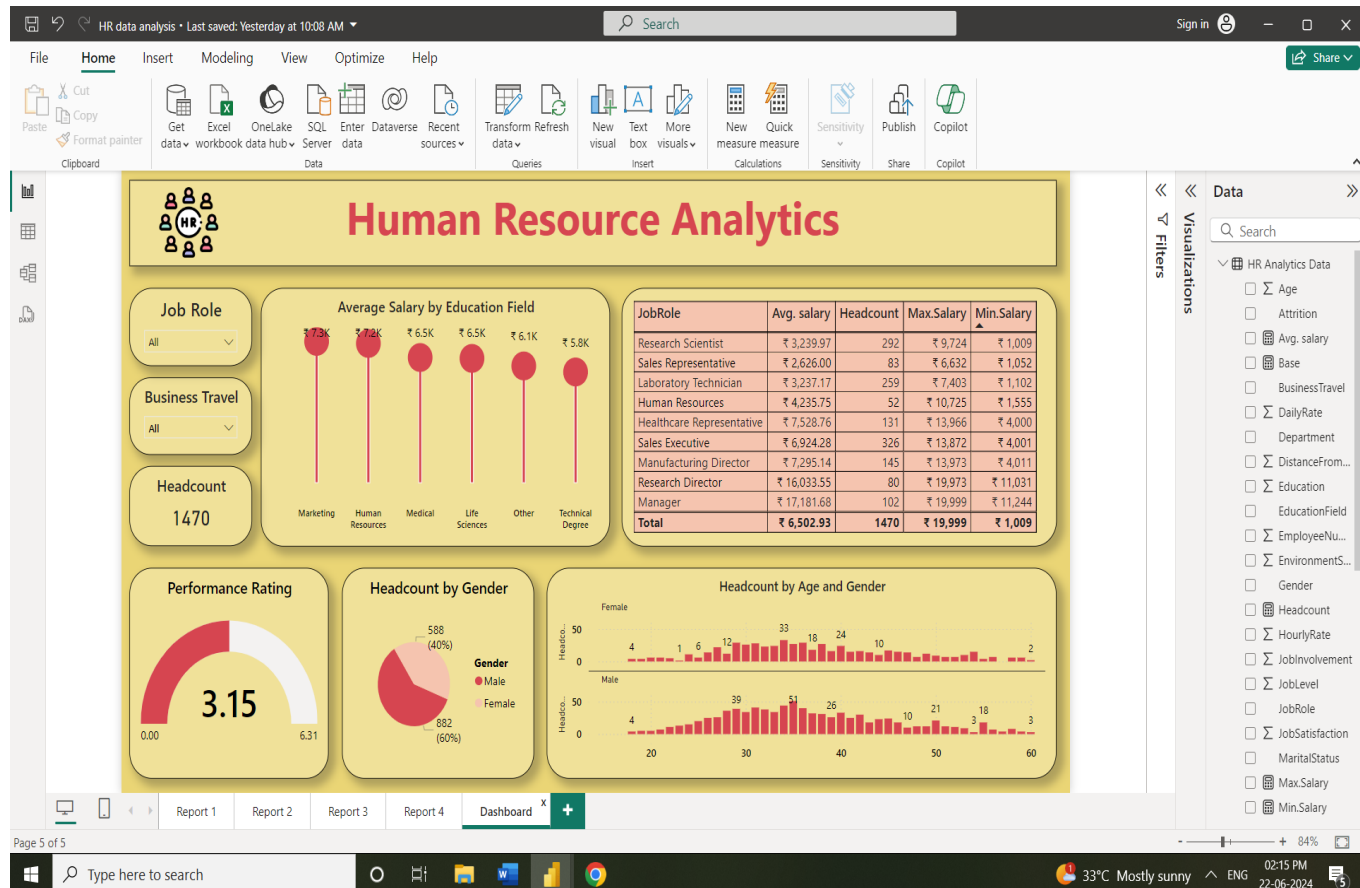 HR data analysis • Last saved: Yesterday at 10:08 AM
Search
Sign in
File Home Insert Modeling View Optimize Help
Share
Paste
Cut
Copy
Format painter
Clipboard
Get data
Excel workbook
OneLake data hub
SQL Server
Enter data
Dataverse
Recent sources
Data
Transform data
Refresh
Queries
New visual
Text box
More visuals
Insert
New measure
Quick measure
Calculations
Sensitivity
Sensitivity
Publish
Share
Copilot
Copilot
HR
Human Resource Analytics
Job Role
All
Business Travel
All
Headcount
1470
Average Salary by Education Field
₹ 7.3K ₹ 7.2K ₹ 6.5K ₹ 6.5K ₹ 6.1K ₹ 5.8K
Marketing Human Resources Medical Life Sciences Other Technical Degree
JobRole Avg. salary Headcount Max.Salary Min.Salary
Research Scientist ₹ 3,239.97 292 ₹ 9,724 ₹ 1,009
Sales Representative ₹ 2,626.00 83 ₹ 6,632 ₹ 1,052
Laboratory Technician ₹ 3,237.17 259 ₹ 7,403 ₹ 1,102
Human Resources ₹ 4,235.75 52 ₹ 10,725 ₹ 1,555
Healthcare Representative ₹ 7,528.76 131 ₹ 13,966 ₹ 4,000
Sales Executive ₹ 6,924.28 326 ₹ 13,872 ₹ 4,001
Manufacturing Director ₹ 7,295.14 145 ₹ 13,973 ₹ 4,011
Research Director ₹ 16,033.55 80 ₹ 19,973 ₹ 11,031
Manager ₹ 17,181.68 102 ₹ 19,999 ₹ 11,244
Total ₹ 6,502.93 1470 ₹ 19,999 ₹ 1,009
Performance Rating
3.15
0.00 6.31
Headcount by Gender
588
(40%)
Gender
Male
Female
882
(60%)
Headcount by Age and Gender
Female
Headco...
50
0
4 1 6 12 33 18 24 10 2
Male
Headco...
50
0
4 39 51 26 10 21 3 18 3
20 30 40 50 60
Filters
Visualizations
Data
Search
HR Analytics Data
Age
Attrition
Avg. salary
Base
BusinessTravel
DailyRate
Department
DistanceFrom...
Education
EducationField
EmployeeNu...
EnvironmentS...
Gender
Headcount
HourlyRate
JobInvolvement
JobLevel
JobRole
JobSatisfaction
MaritalStatus
Max.Salary
Min.Salary
Report 1 Report 2 Report 3 Report 4 Dashboard x +
Page 5 of 5
- + 84%
Type here to search
33°C Mostly sunny
ENG
02:15 PM
22-06-2024